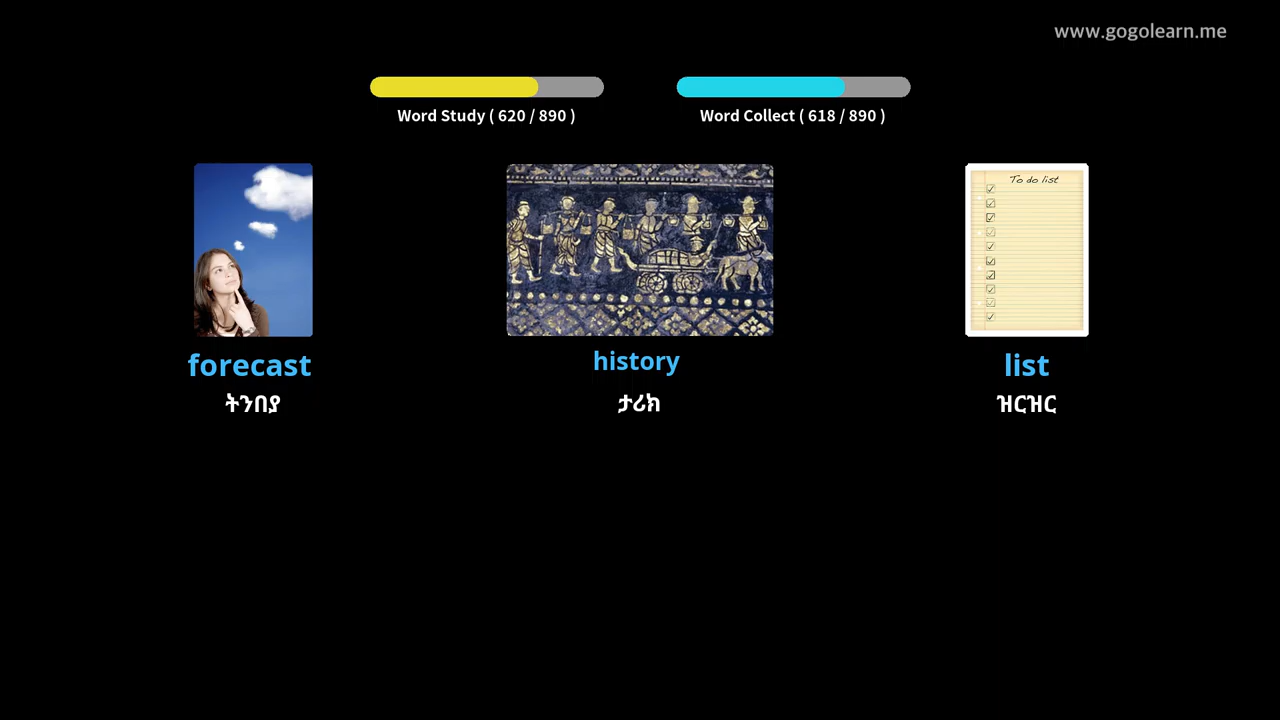 www.gogolearn.me
Word Study ( 620 / 890 )
Word Collect ( 618 / 890 )
To do list
forecast
history
list
ትንበያ
ታሪክ
ዝርዝር